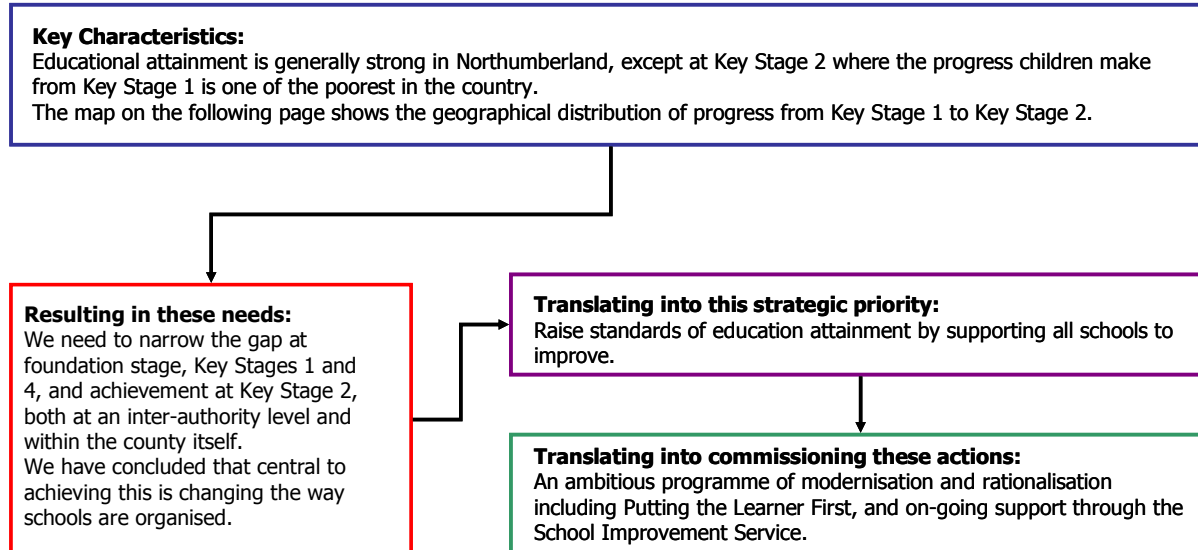 Key Characteristics:
Educational attainment is generally strong in Northumberland, except at Key Stage 2 where the progress children make
from Key Stage 1 is one of the poorest in the country.
The map on the following page shows the geographical distribution of progress from Key Stage 1 to Key Stage 2.
Resulting in these needs:
We need to narrow the gap at
foundation stage, Key Stages 1 and
4, and achievement at Key Stage 2,
both at an inter-authority level and
within the county itself.
We have concluded that central to
achieving this is changing the way
schools are organised.
Translating into this strategic priority:
Raise standards of education attainment by supporting all schools to
improve.
Translating into commissioning these actions:
An ambitious programme of modernisation and rationalisation
including Putting the Learner First, and on-going support through the
School Improvement Service.